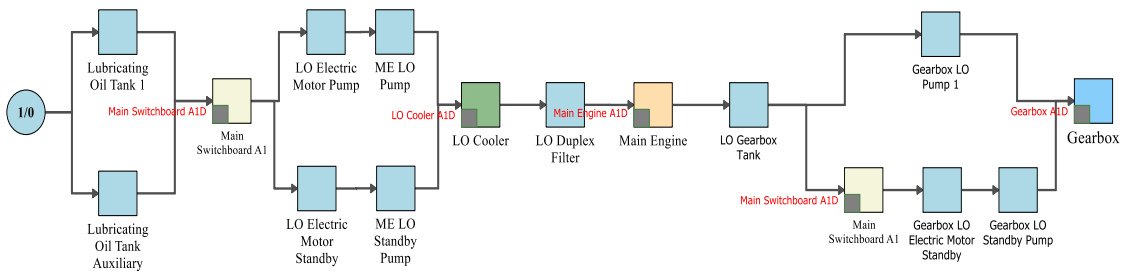 1/0
Lubricating
Oil Tank 1
Lubricating
Oil Tank
Auxiliary
Main Switchboard A1D
Main
Switchboard A1
LO Electric
Motor Pump
ME LO
Pump
LO Electric
Motor
Standby
ME LO
Standby
Pump
LO Cooler A1D
LO Cooler
LO Duplex
Filter
Main Engine A1D
Main Engine
LO Gearbox
Tank
Gearbox LO
Pump 1
Main Switchboard A1D
Main
Switchboard A1
Gearbox LO
Electric Motor
Standby
Gearbox LO
Standby Pump
Gearbox A1D
Gearbox